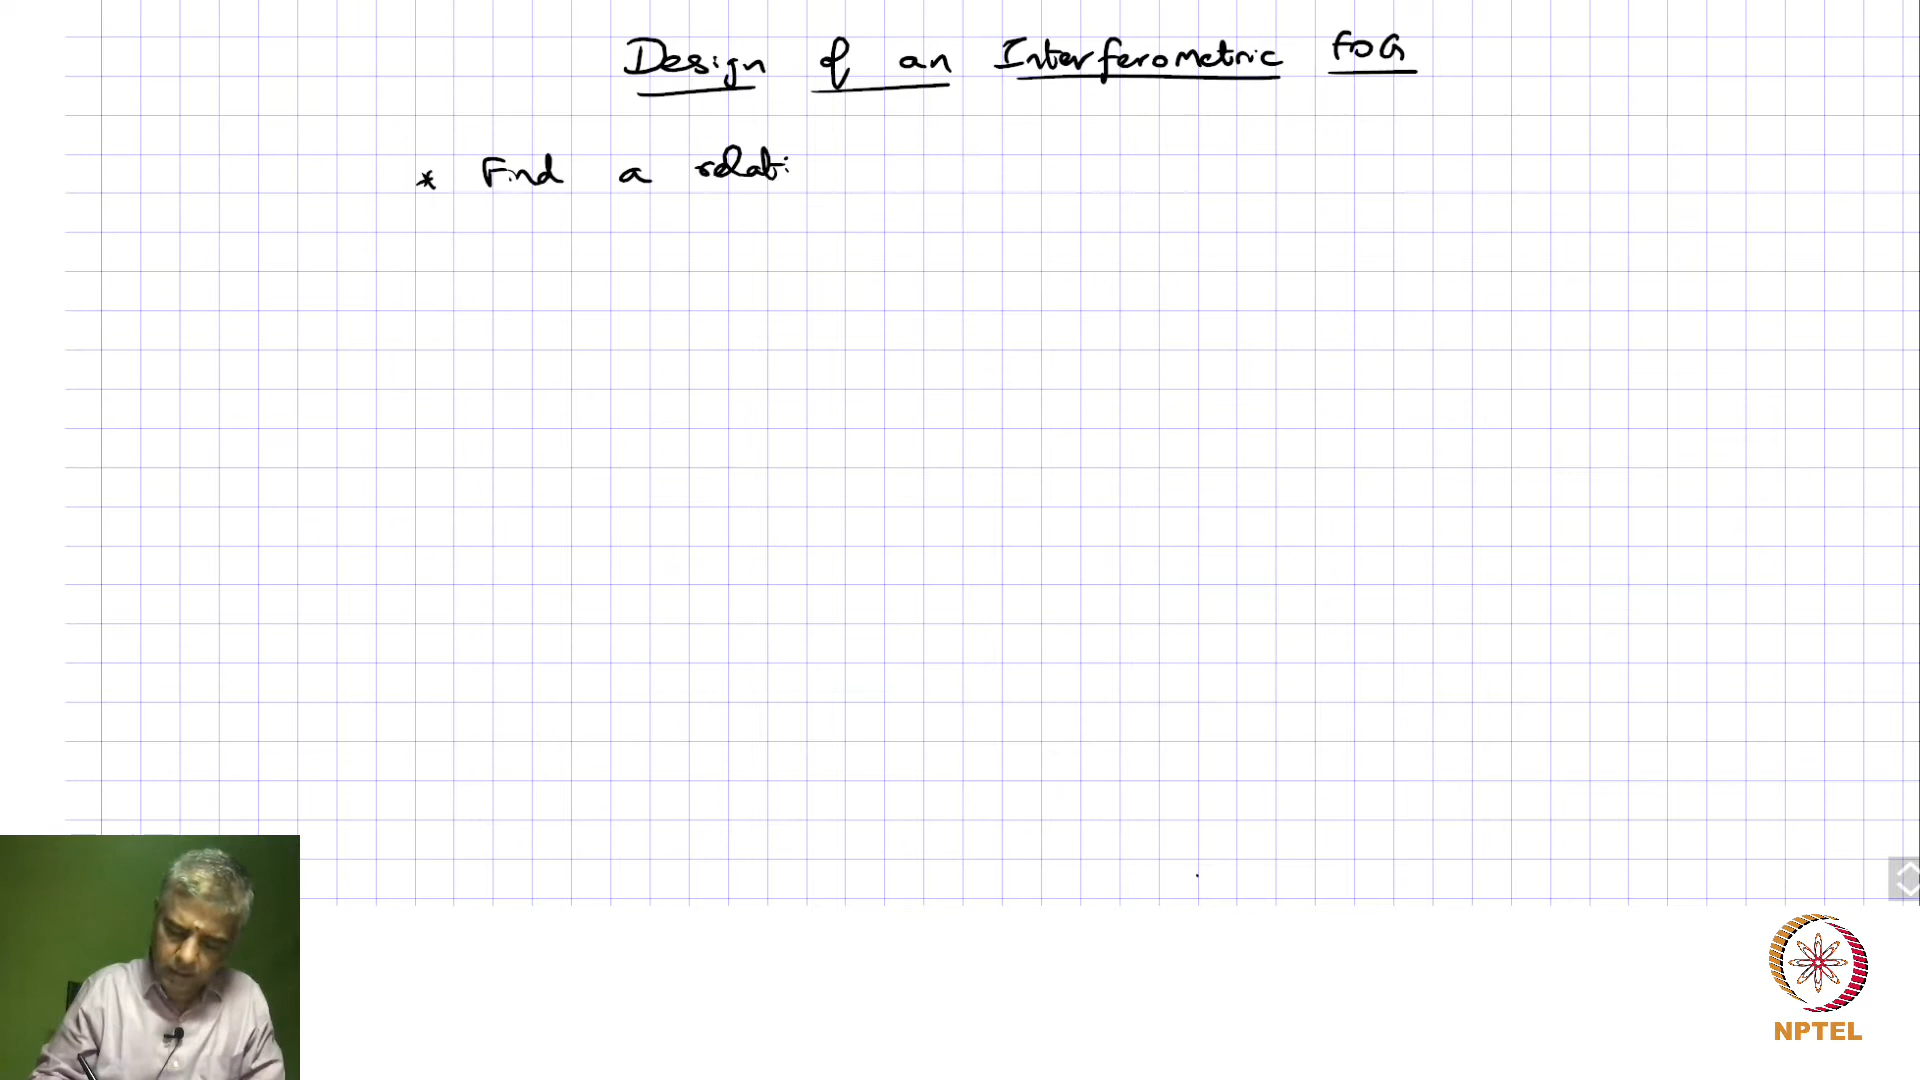 Design of an Interferometric FOG
* Find a relati
NPTEL